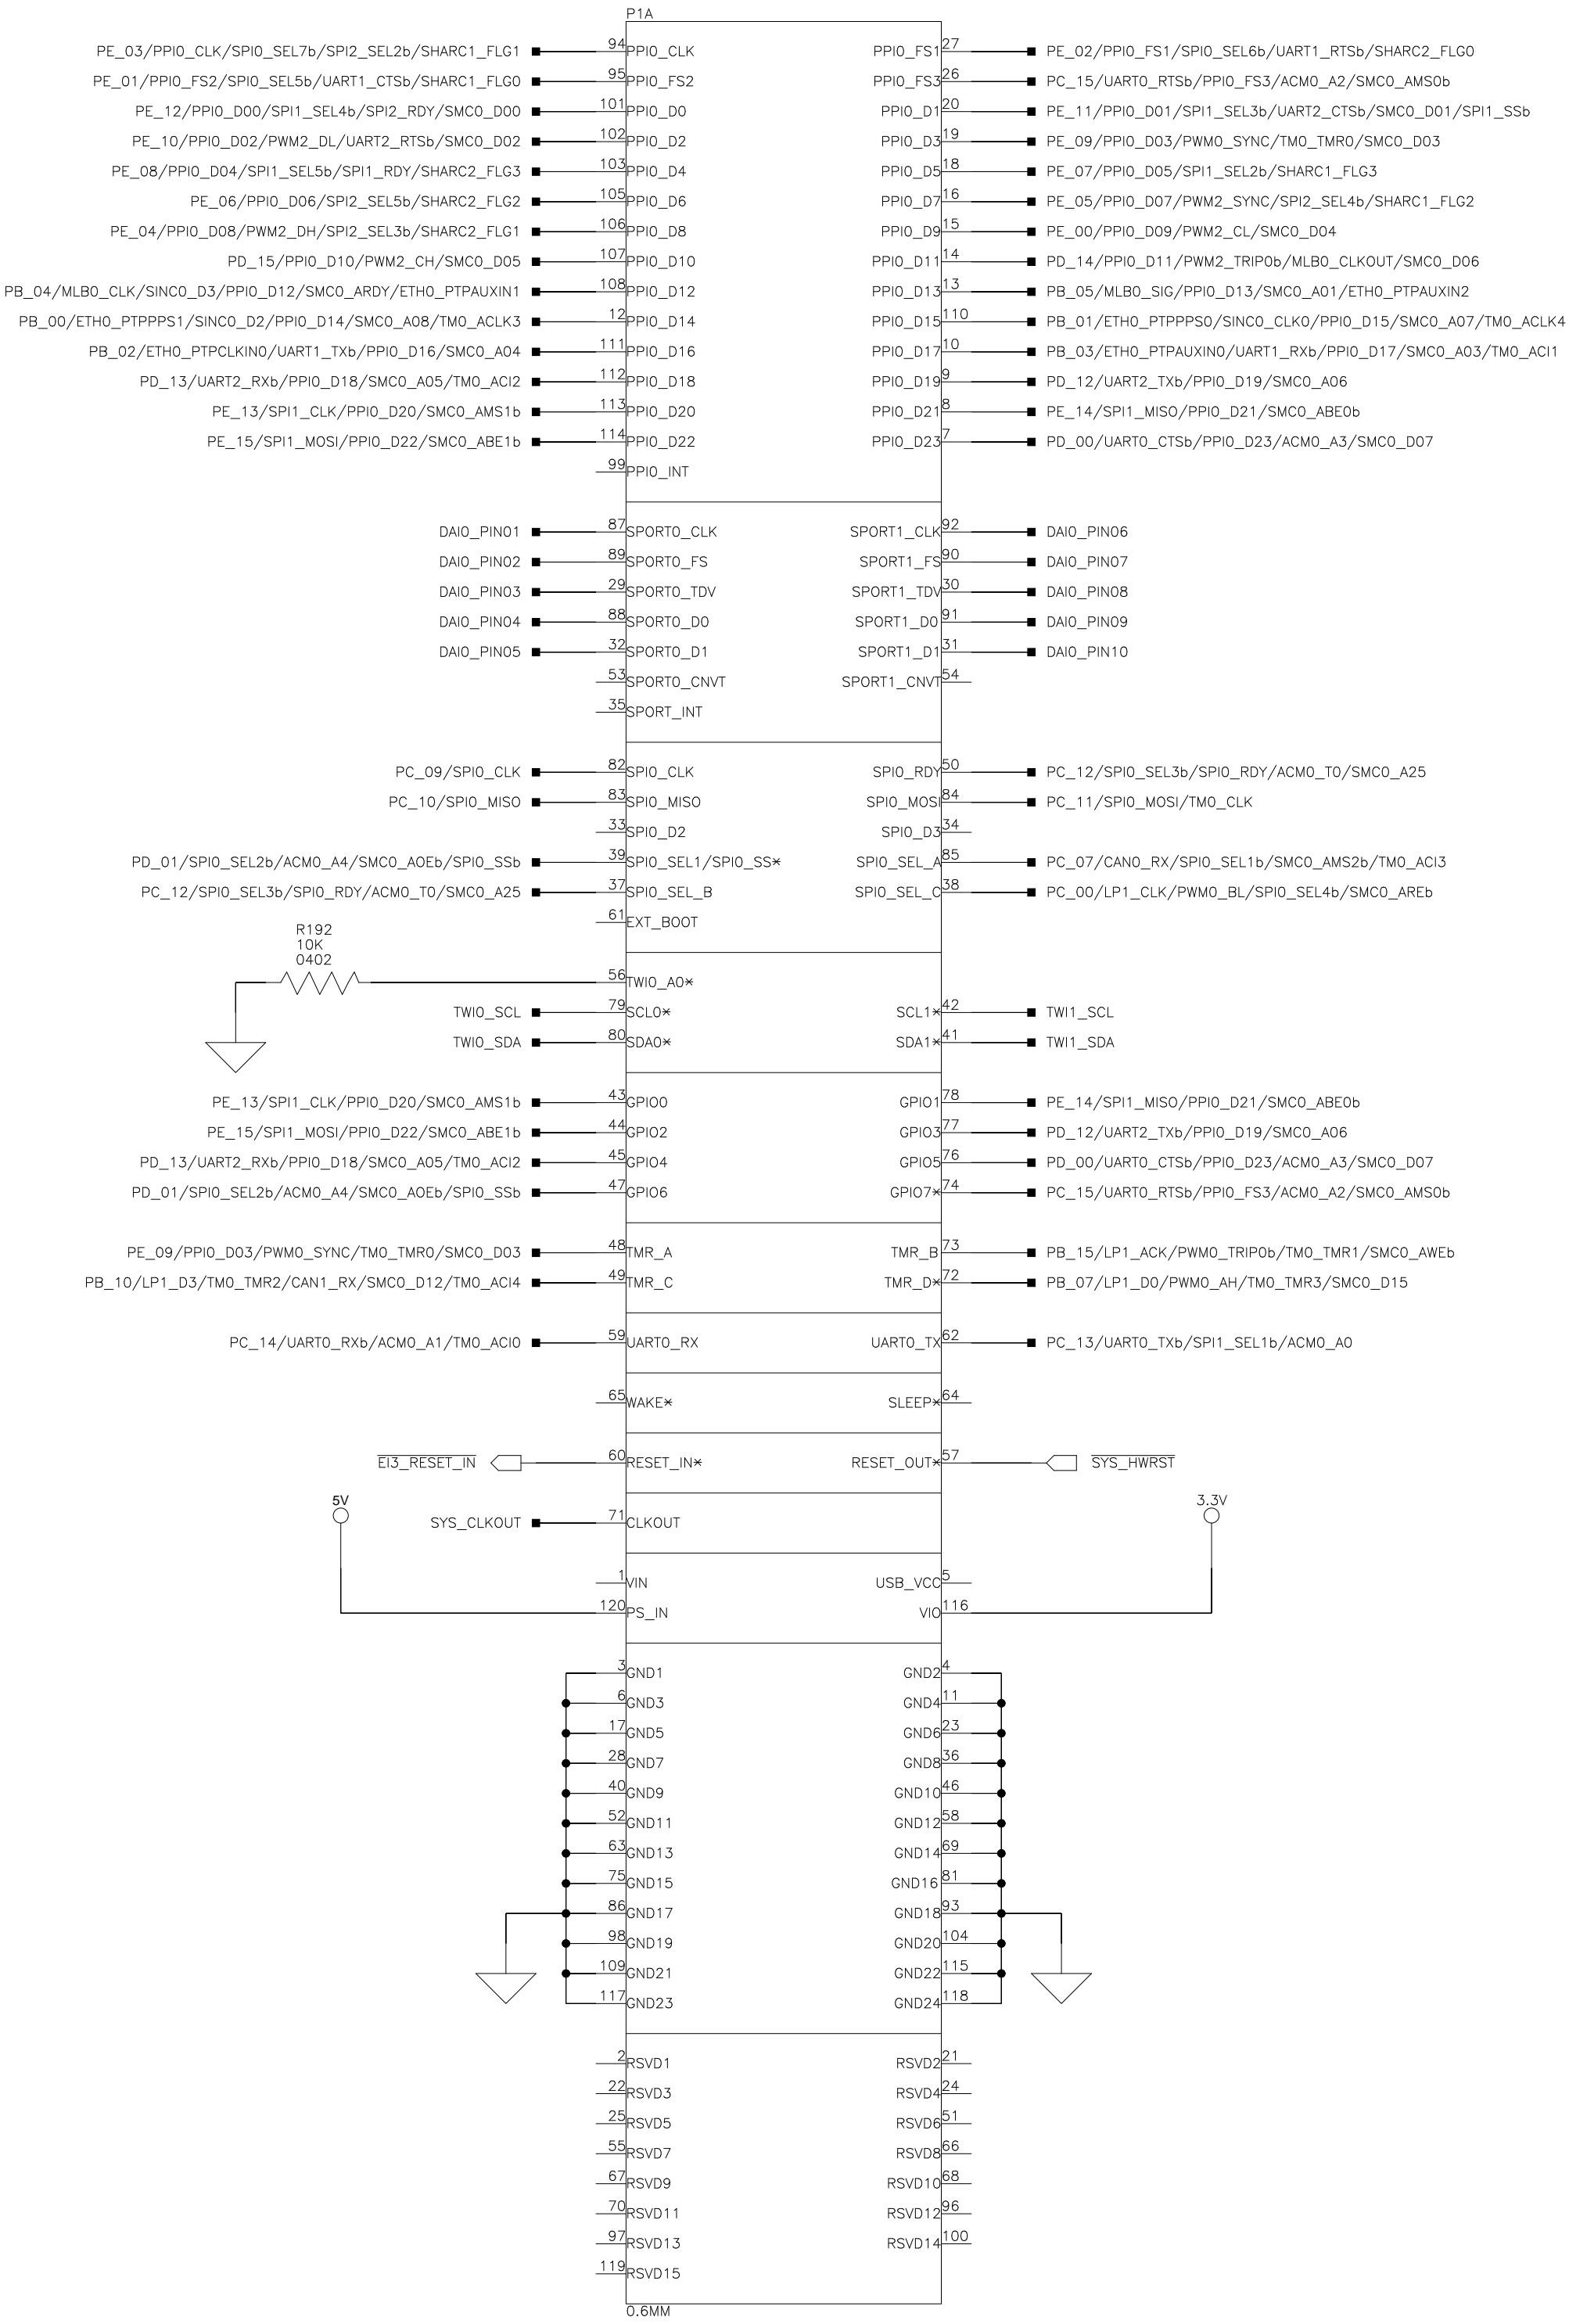 P1A
PE_03/PPI0_CLK/SPI0_SEL7b/SPI2_SEL2b/SHARC1_FLG1 94 PPI0_CLK PPI0_FS1 27 PE_02/PPI0_FS1/SPI0_SEL6b/UART1_RTSb/SHARC2_FLG0
PE_01/PPI0_FS2/SPI0_SEL5b/UART1_CTSb/SHARC1_FLG0 95 PPI0_FS2 PPI0_FS3 26 PC_15/UART0_RTSb/PPI0_FS3/ACM0_A2/SMC0_AMS0b
PE_12/PPI0_D00/SPI1_SEL4b/SPI2_RDY/SMC0_D00 101 PPI0_D0 PPI0_D1 20 PE_11/PPI0_D01/SPI1_SEL3b/UART2_CTSb/SMC0_D01/SPI1_SSb
PE_10/PPI0_D02/PWM2_DL/UART2_RTSb/SMC0_D02 102 PPI0_D2 PPI0_D3 19 PE_09/PPI0_D03/PWM0_SYNC/TM0_TMR0/SMC0_D03
PE_08/PPI0_D04/SPI1_SEL5b/SPI1_RDY/SHARC2_FLG3 103 PPI0_D4 PPI0_D5 18 PE_07/PPI0_D05/SPI1_SEL2b/SHARC1_FLG3
PE_06/PPI0_D06/SPI2_SEL5b/SHARC2_FLG2 105 PPI0_D6 PPI0_D7 16 PE_05/PPI0_D07/PWM2_SYNC/SPI2_SEL4b/SHARC1_FLG2
PE_04/PPI0_D08/PWM2_DH/SPI2_SEL3b/SHARC2_FLG1 106 PPI0_D8 PPI0_D9 15 PE_00/PPI0_D09/PWM2_CL/SMC0_D04
PD_15/PPI0_D10/PWM2_CH/SMC0_D05 107 PPI0_D10 PPI0_D11 14 PD_14/PPI0_D11/PWM2_TRIP0b/MLB0_CLKOUT/SMC0_D06
PB_04/MLB0_CLK/SINC0_D3/PPI0_D12/SMC0_ARDY/ETH0_PTPAUXIN1 108 PPI0_D12 PPI0_D13 13 PB_05/MLB0_SIG/PPI0_D13/SMC0_A01/ETH0_PTPAUXIN2
PB_00/ETH0_PTPPPS1/SINC0_D2/PPI0_D14/SMC0_A08/TM0_ACLK3 12 PPI0_D14 PPI0_D15 110 PB_01/ETH0_PTPPPS0/SINC0_CLK0/PPI0_D15/SMC0_A07/TM0_ACLK4
PB_02/ETH0_PTPCLKIN0/UART1_TXb/PPI0_D16/SMC0_A04 111 PPI0_D16 PPI0_D17 10 PB_03/ETH0_PTPAUXIN0/UART1_RXb/PPI0_D17/SMC0_A03/TM0_ACI1
PD_13/UART2_RXb/PPI0_D18/SMC0_A05/TM0_ACI2 112 PPI0_D18 PPI0_D19 9 PD_12/UART2_TXb/PPI0_D19/SMC0_A06
PE_13/SPI1_CLK/PPI0_D20/SMC0_AMS1b 113 PPI0_D20 PPI0_D21 8 PE_14/SPI1_MISO/PPI0_D21/SMC0_ABE0b
PE_15/SPI1_MOSI/PPI0_D22/SMC0_ABE1b 114 PPI0_D22 PPI0_D23 7 PD_00/UART0_CTSb/PPI0_D23/ACM0_A3/SMC0_D07
99 PPI0_INT
DAI0_PIN01 87 SPORT0_CLK SPORT1_CLK 92 DAI0_PIN06
DAI0_PIN02 89 SPORT0_FS SPORT1_FS 90 DAI0_PIN07
DAI0_PIN03 29 SPORT0_TDV SPORT1_TDV 30 DAI0_PIN08
DAI0_PIN04 88 SPORT0_D0 SPORT1_D0 91 DAI0_PIN09
DAI0_PIN05 32 SPORT0_D1 SPORT1_D1 31 DAI0_PIN10
53 SPORT0_CNVT SPORT1_CNVT 54
35 SPORT_INT
PC_09/SPI0_CLK 82 SPI0_CLK SPI0_RDY 50 PC_12/SPI0_SEL3b/SPI0_RDY/ACM0_T0/SMC0_A25
PC_10/SPI0_MISO 83 SPI0_MISO SPI0_MOSI 84 PC_11/SPI0_MOSI/TM0_CLK
33 SPI0_D2 SPI0_D3 34
PD_01/SPI0_SEL2b/ACM0_A4/SMC0_AOEb/SPI0_SSb 39 SPI0_SEL1/SPI0_SS* SPI0_SEL_A 85 PC_07/CAN0_RX/SPI0_SEL1b/SMC0_AMS2b/TM0_ACI3
PC_12/SPI0_SEL3b/SPI0_RDY/ACM0_T0/SMC0_A25 37 SPI0_SEL_B SPI0_SEL_C 38 PC_00/LP1_CLK/PWM0_BL/SPI0_SEL4b/SMC0_AREb
61 EXT_BOOT
R192
10K
0402
56 TWI0_A0*
TWI0_SCL 79 SCL0* SCL1* 42 TWI1_SCL
TWI0_SDA 80 SDA0* SDA1* 41 TWI1_SDA
PE_13/SPI1_CLK/PPI0_D20/SMC0_AMS1b 43 GPIO0 GPIO1 78 PE_14/SPI1_MISO/PPI0_D21/SMC0_ABE0b
PE_15/SPI1_MOSI/PPI0_D22/SMC0_ABE1b 44 GPIO2 GPIO3 77 PD_12/UART2_TXb/PPI0_D19/SMC0_A06
PD_13/UART2_RXb/PPI0_D18/SMC0_A05/TM0_ACI2 45 GPIO4 GPIO5 76 PD_00/UART0_CTSb/PPI0_D23/ACM0_A3/SMC0_D07
PD_01/SPI0_SEL2b/ACM0_A4/SMC0_AOEb/SPI0_SSb 47 GPIO6 GPIO7* 74 PC_15/UART0_RTSb/PPI0_FS3/ACM0_A2/SMC0_AMS0b
PE_09/PPI0_D03/PWM0_SYNC/TM0_TMR0/SMC0_D03 48 TMR_A TMR_B 73 PB_15/LP1_ACK/PWM0_TRIP0b/TM0_TMR1/SMC0_AWEb
PB_10/LP1_D3/TM0_TMR2/CAN1_RX/SMC0_D12/TM0_ACI4 49 TMR_C TMR_D* 72 PB_07/LP1_D0/PWM0_AH/TM0_TMR3/SMC0_D15
PC_14/UART0_RXb/ACM0_A1/TM0_ACI0 59 UART0_RX UART0_TX 62 PC_13/UART0_TXb/SPI1_SEL1b/ACM0_A0
65 WAKE* SLEEP* 64
EI3_RESET_IN 60 RESET_IN* RESET_OUT* 57 SYS_HWRST
5V 3.3V
SYS_CLKOUT 71 CLKOUT
1 VIN USB_VCC 5
120 PS_IN VIO 116
3 GND1 GND2 4
6 GND3 GND4 11
17 GND5 GND6 23
28 GND7 GND8 36
40 GND9 GND10 46
52 GND11 GND12 58
63 GND13 GND14 69
75 GND15 GND16 81
86 GND17 GND18 93
98 GND19 GND20 104
109 GND21 GND22 115
117 GND23 GND24 118
2 RSVD1 RSVD2 21
22 RSVD3 RSVD4 24
25 RSVD5 RSVD6 51
55 RSVD7 RSVD8 66
67 RSVD9 RSVD10 68
70 RSVD11 RSVD12 96
97 RSVD13 RSVD14 100
119 RSVD15
0.6MM